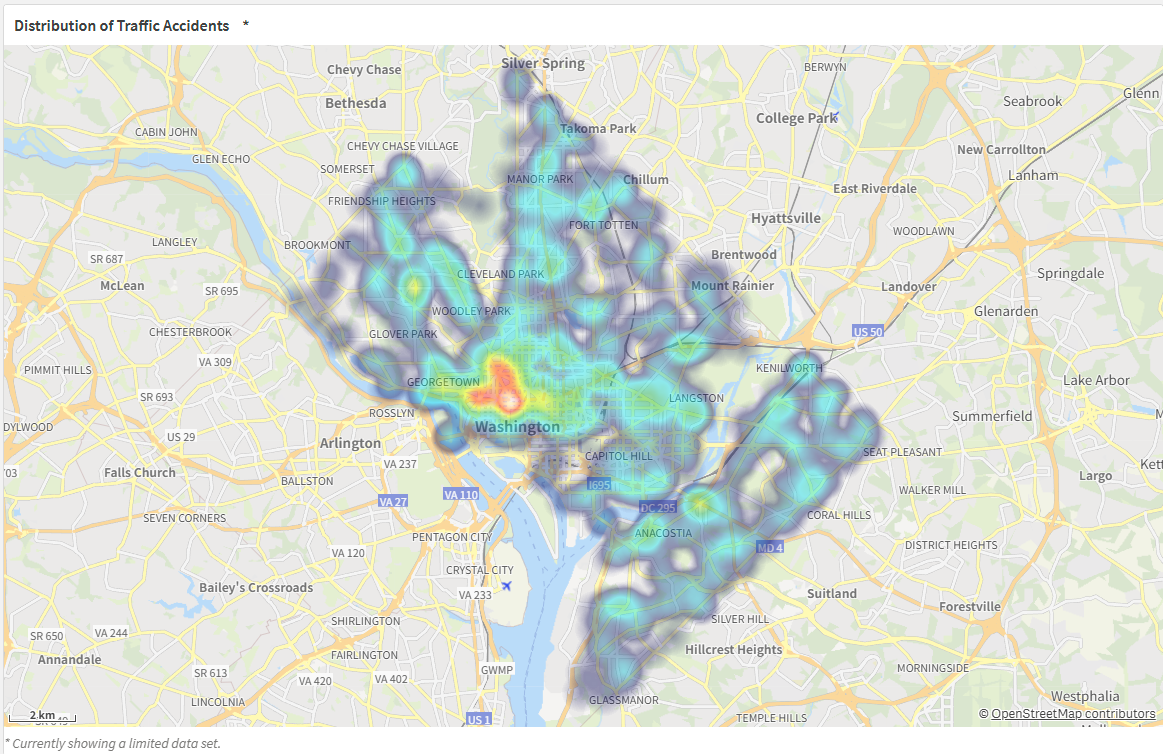 Distribution of Traffic Accidents *
Silver Spring
BERWYN
Chevy Chase
Glenn
Bethesda
Seabrook
College Park
CABIN JOHN
Takoma Park
CHEVY CHASE VILLAGE
New Carrollton
GLEN ECHO
SOMERSET
MANOR PARK
Chillum
Lanham
East Riverdale
FRIENDSHIP HEIGHTS
Hyattsville
FORT TOTTEN
WOODLAWN
LANGLEY
BROOKMONT
SR 687
Brentwood
CLEVELAND PARK
Springdale
McLean
SR 695
Mount Rainier
Landover
WOODLEY PARK
Glenarden
CHESTERBROOK
GLOVER PARK
US 50
VA 309
PIMMIT HILLS
KENILWORTH
GEORGETOWN
Lake Arbor
SR 693
LANGSTON
ROSSLYN
Summerfield
M
DYLWOOD
Washington
US 29
Arlington
CAPITOL HILL
SEAT PLEASANT
VA 237
Kett
/03
Falls Church
Largo
BALLSTON
I695
WALKER MILL
VA 27
VA 110
DC 295
SEVEN CORNERS
CORAL HILLS
ANACOSTIA
PENTAGON CITY
MD 4
DISTRICT HEIGHTS
VA 120
CRYSTAL CITY
Bailey's Crossroads
VA 233
Suitland
Forestville
SHIRLINGTON
SILVER HILL
SR 650
VA 244
Hillcrest Heights
Annandale
FAIRLINGTON
MORNINGSIDE
SR 613
VA 420
VA 402
GWMP
LINCOLNIA
GLASSMANOR
Westphalia
2 km
US 1
TEMPLE HILLS
© OpenStreetMap contributors
* Currently showing a limited data set.